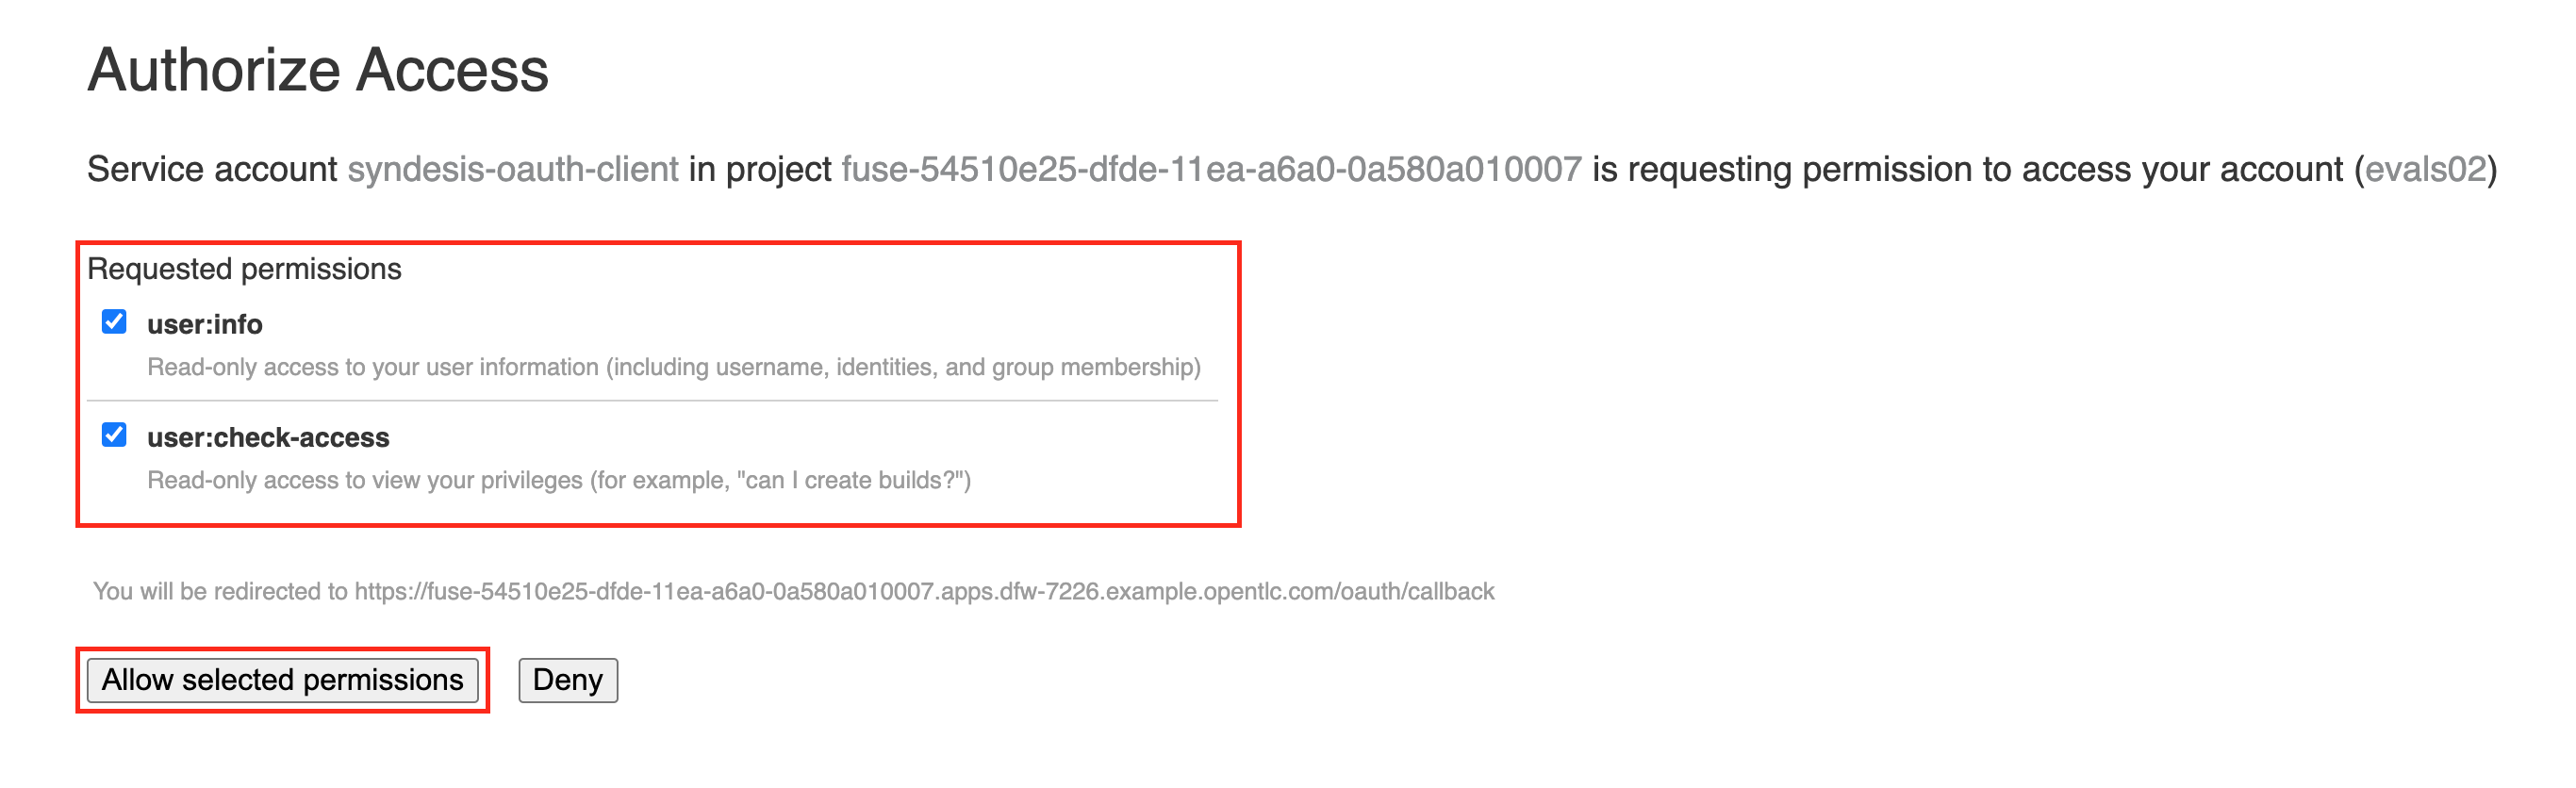 Authorize Access
Service account syndesis-oauth-client in project fuse-54510e25-dfde-11ea-a6a0-0a580a010007 is requesting permission to access your account (evals02)
Requested permissions
user:info
Read-only access to your user information (including username, identities, and group membership)
user:check-access
Read-only access to view your privileges (for example, "can I create builds?")
You will be redirected to https://fuse-54510e25-dfde-11ea-a6a0-0a580a010007.apps.dfw-7226.example.opentlc.com/oauth/callback
Allow selected permissions Deny